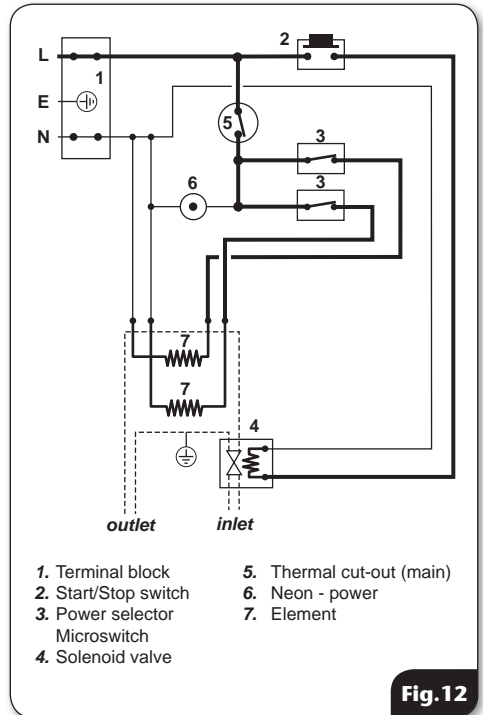 2
L
1
E
5
N
3
3
6
7
7
4
outlet inlet
1. Terminal block
2. Start/Stop switch
3. Power selector
Microswitch
4. Solenoid valve
5. Thermal cut-out (main)
6. Neon - power
7. Element
Fig.12